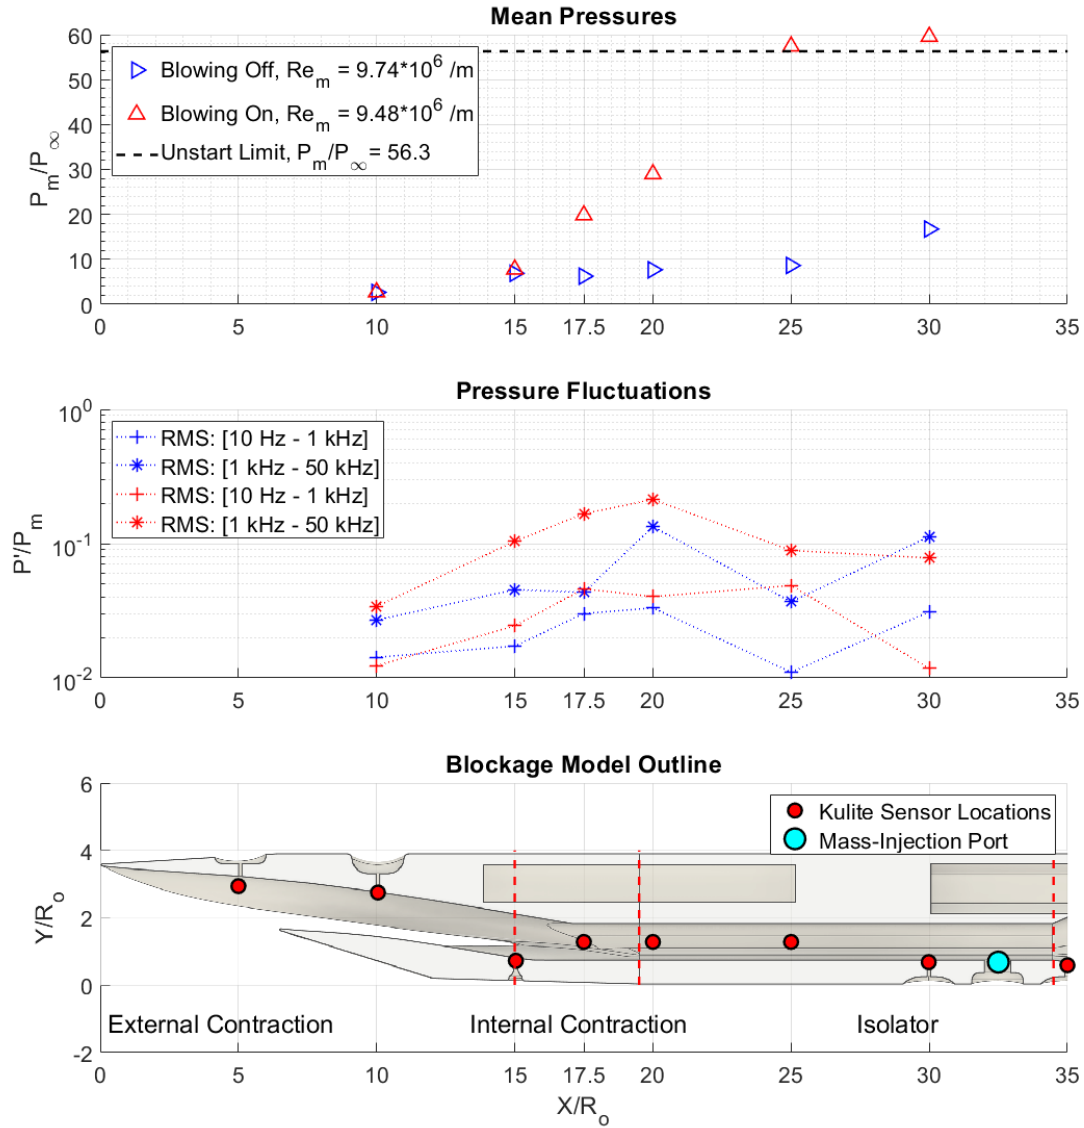 Mean Pressures
P_m/P_∞
60
50
40
30
20
10
0
Blowing Off, Re_m = 9.74*10^6 /m
Blowing On, Re_m = 9.48*10^6 /m
Unstart Limit, P_m/P_∞ = 56.3
0 5 10 15 17.5 20 25 30 35
Pressure Fluctuations
P'/P_m
10^0
10^-1
10^-2
RMS: [10 Hz - 1 kHz]
RMS: [1 kHz - 50 kHz]
RMS: [10 Hz - 1 kHz]
RMS: [1 kHz - 50 kHz]
0 5 10 15 17.5 20 25 30 35
Blockage Model Outline
Y/R_o
6
4
2
0
-2
Kulite Sensor Locations
Mass-Injection Port
External Contraction Internal Contraction Isolator
0 5 10 15 17.5 20 25 30 35
X/R_o